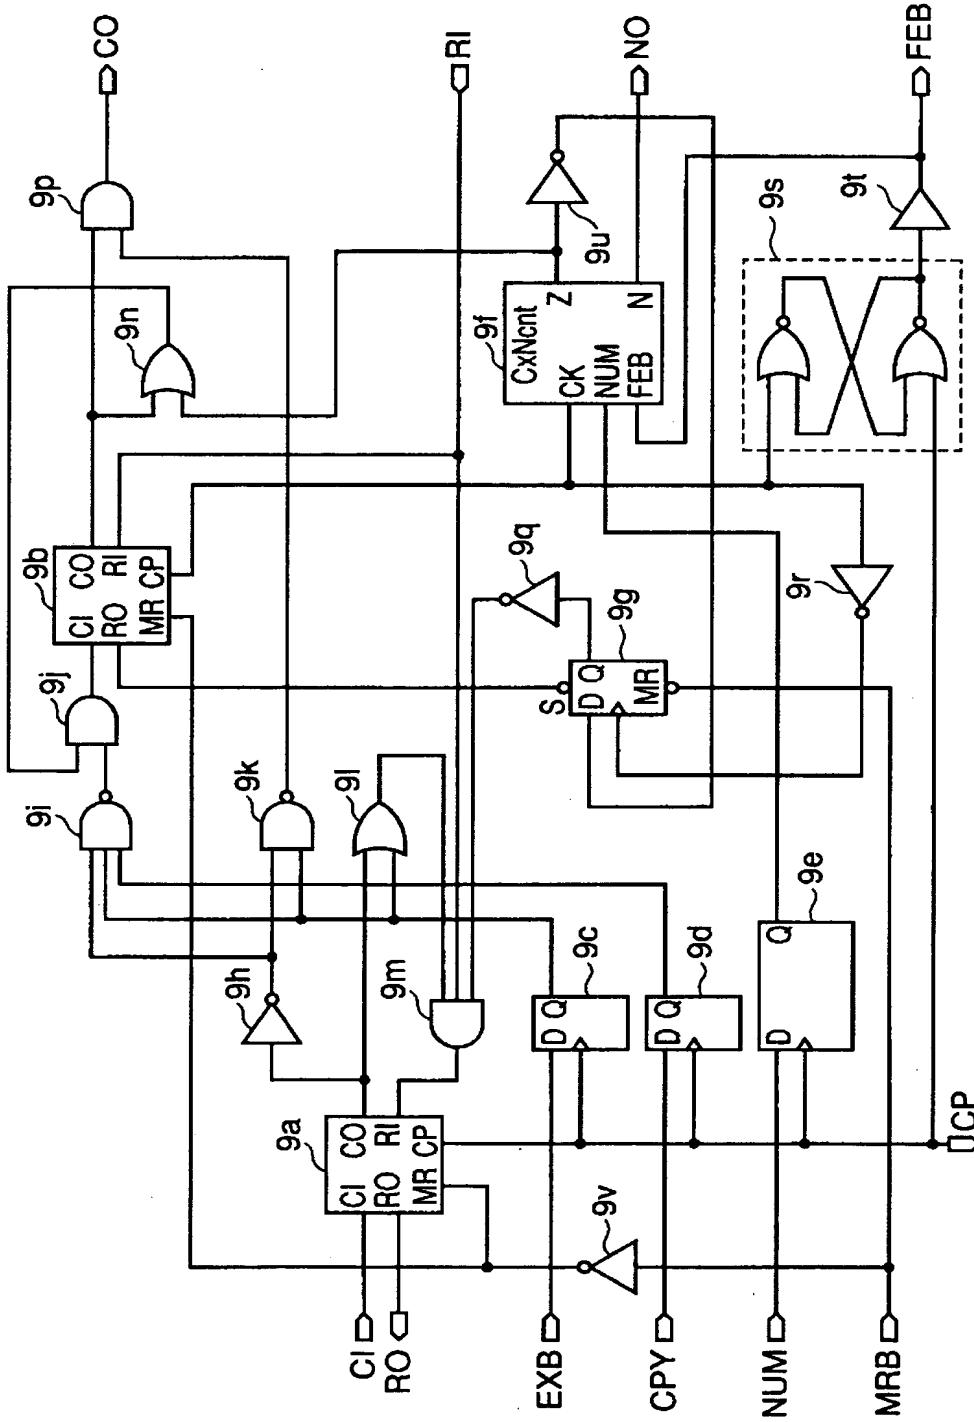 9i
9b
9p
9j
CI CO
RO RI
MR CP
CO
9n
9h
9k
9a
9l
CI CO
RO RI
MR CP
CI
RO
9m
RI
9f
CxNcnt
CK Z
NUM
FEB N
9q
9u
NO
EXB
D Q
9c
S
D Q
MR
9g
9v
CPY
D Q
9d
NUM
D Q
9e
9r
9s
9t
MRB
FEB
CP